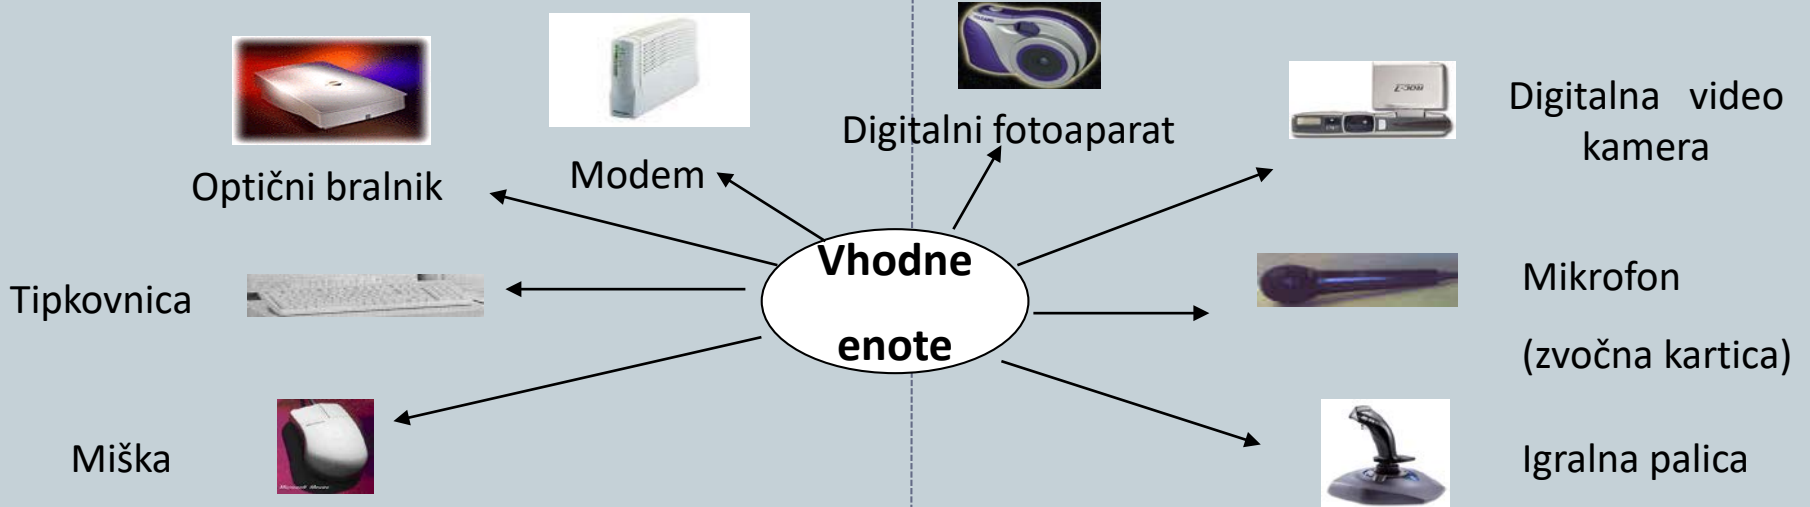 Optični bralnik
Modem
Digitalni fotoaparat
Digitalna video
kamera
Vhodne
enote
Tipkovnica
Mikrofon
(zvočna kartica)
Miška
Igralna palica